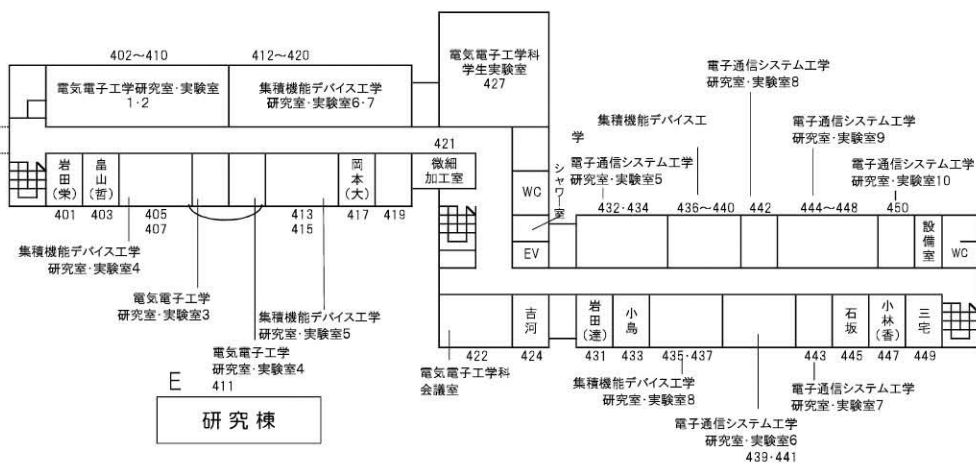 402～410
電気電子工学研究室･実験室
1･2
412～420
集積機能デバイス工学
研究室･実験室6･7
電気電子工学科
学生実験室
427
421
微細
加工室
岩田(栄)
401
畠山(哲)
403
405
407
413
415
岡本(大)
417
419
集積機能デバイス工学
研究室･実験室4
電気電子工学
研究室･実験室3
電気電子工学
研究室･実験室4
411
集積機能デバイス工学
研究室･実験室5
E
研究棟
WC
シャワー室
EV
学
集積機能デバイス工
電子通信システム工学
研究室･実験室5
432･434
436～440
電子通信システム工学
研究室･実験室8
442
電子通信システム工学
研究室･実験室9
444～448
電子通信システム工学
研究室･実験室10
450
設備室
WC
422
電気電子工学科
会議室
吉河
424
岩田(達)
431
小島
433
435･437
集積機能デバイス工学
研究室･実験室8
電子通信システム工学
研究室･実験室6
439･441
443
電子通信システム工学
研究室･実験室7
石坂
445
小林(香)
447
三宅
449